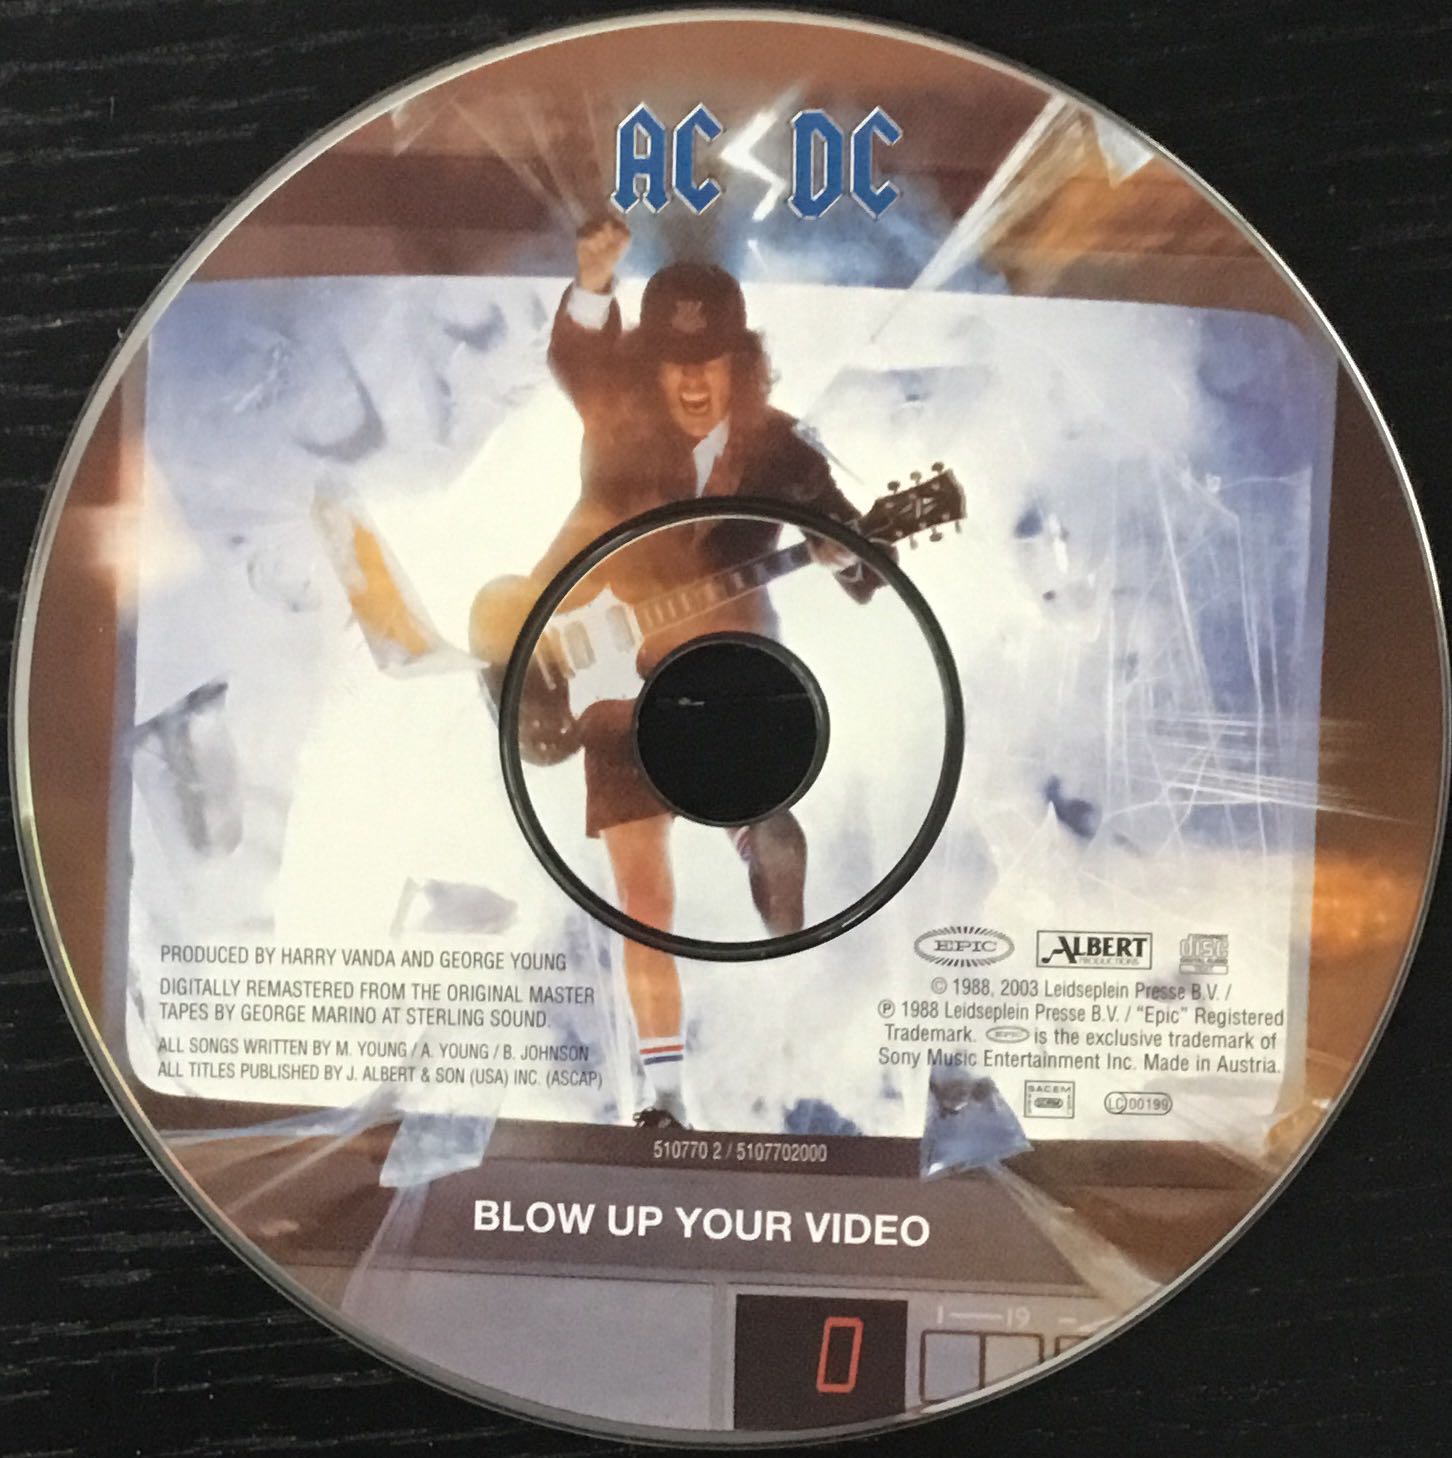 AC DC
PRODUCED BY HARRY VANDA AND GEORGE YOUNG
DIGITALLY REMASTERED FROM THE ORIGINAL MASTER
TAPES BY GEORGE MARINO AT STERLING SOUND.
ALL SONGS WRITTEN BY M. YOUNG / A. YOUNG / B. JOHNSON
ALL TITLES PUBLISHED BY J. ALBERT & SON (USA) INC. (ASCAP)
EPIC
ALBERT
PRODUCTIONS
disc
DIGITAL AUDIO
TEXT
© 1988, 2003 Leidseplein Presse B.V. /
℗ 1988 Leidseplein Presse B.V. / "Epic" Registered
Trademark. EPIC is the exclusive trademark of
Sony Music Entertainment Inc. Made in Austria.
SACEM
LC 00199
510770 2 / 5107702000
BLOW UP YOUR VIDEO
0
1—19